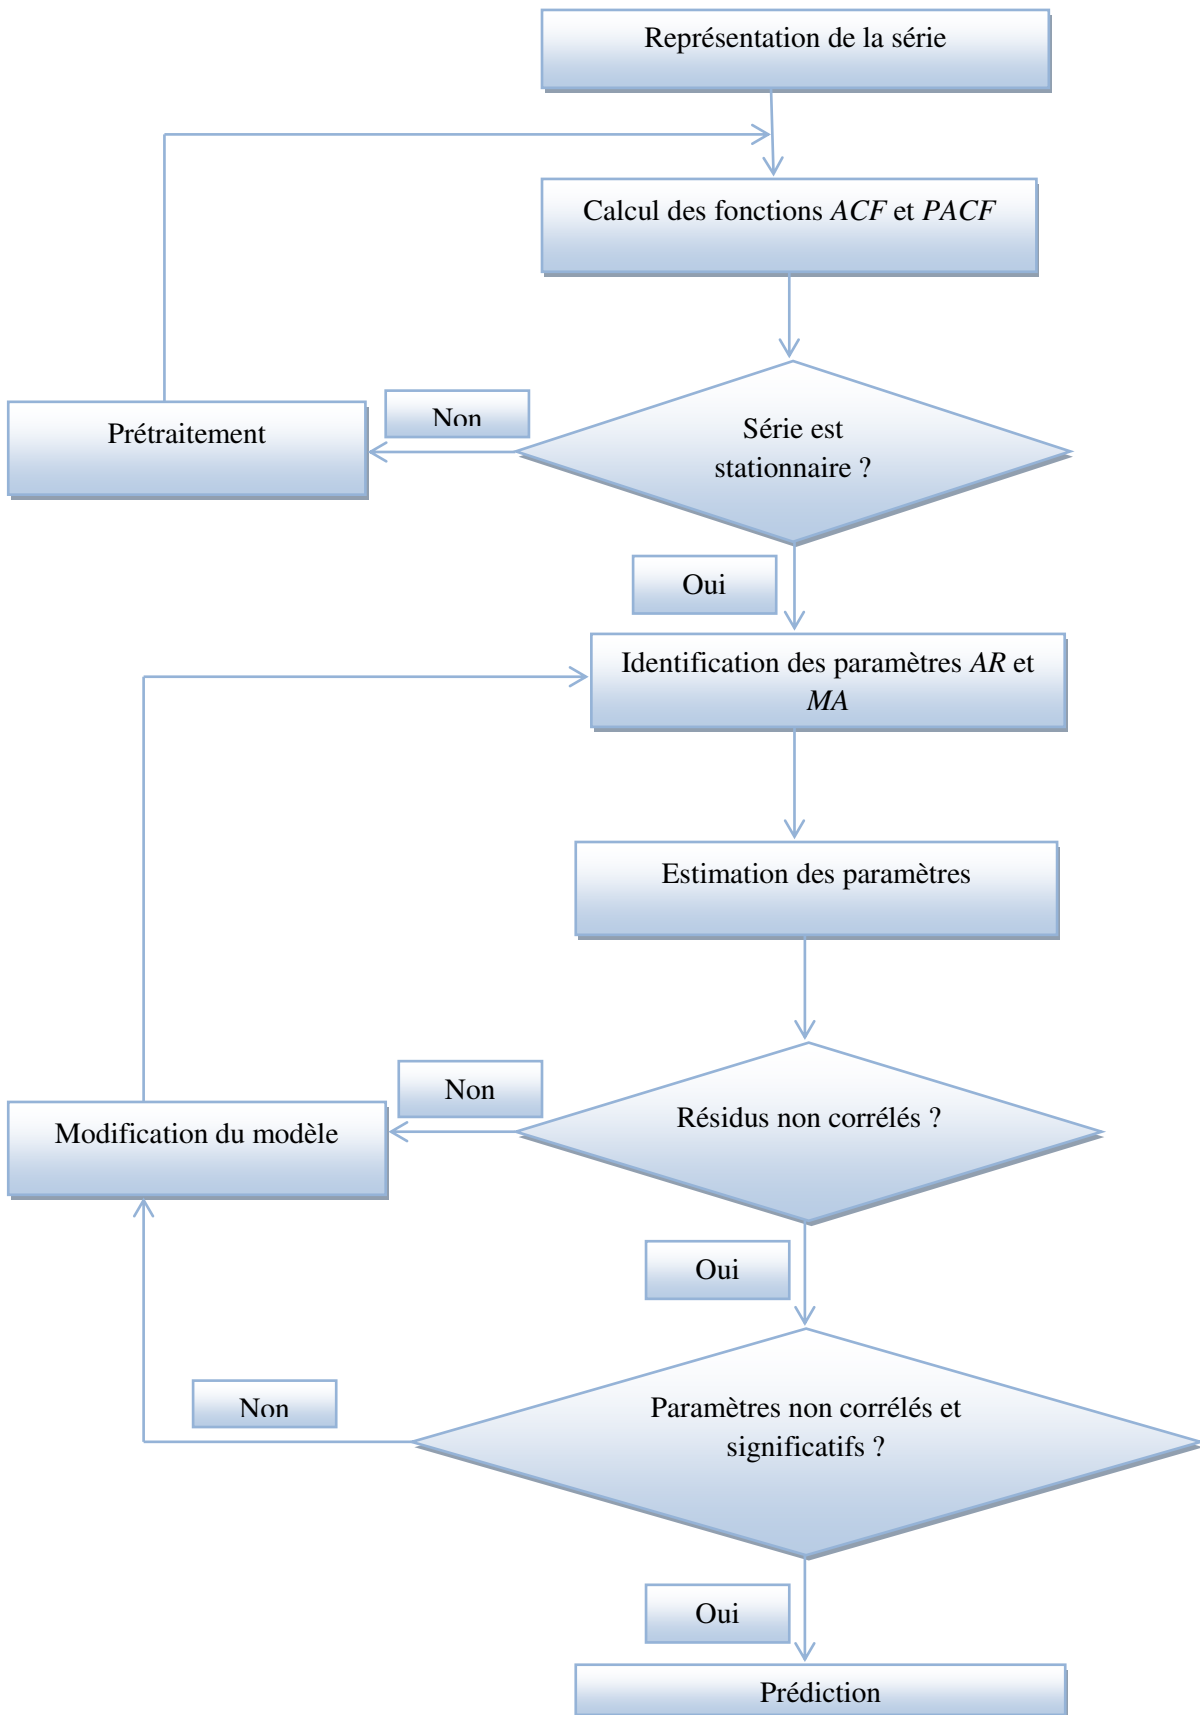 Représentation de la série
Calcul des fonctions ACF et PACF
Non
Prétraitement
Série est
stationnaire ?
Oui
Identification des paramètres AR et
MA
Estimation des paramètres
Non
Résidus non corrélés ?
Modification du modèle
Oui
Non
Paramètres non corrélés et
significatifs ?
Oui
Prédiction